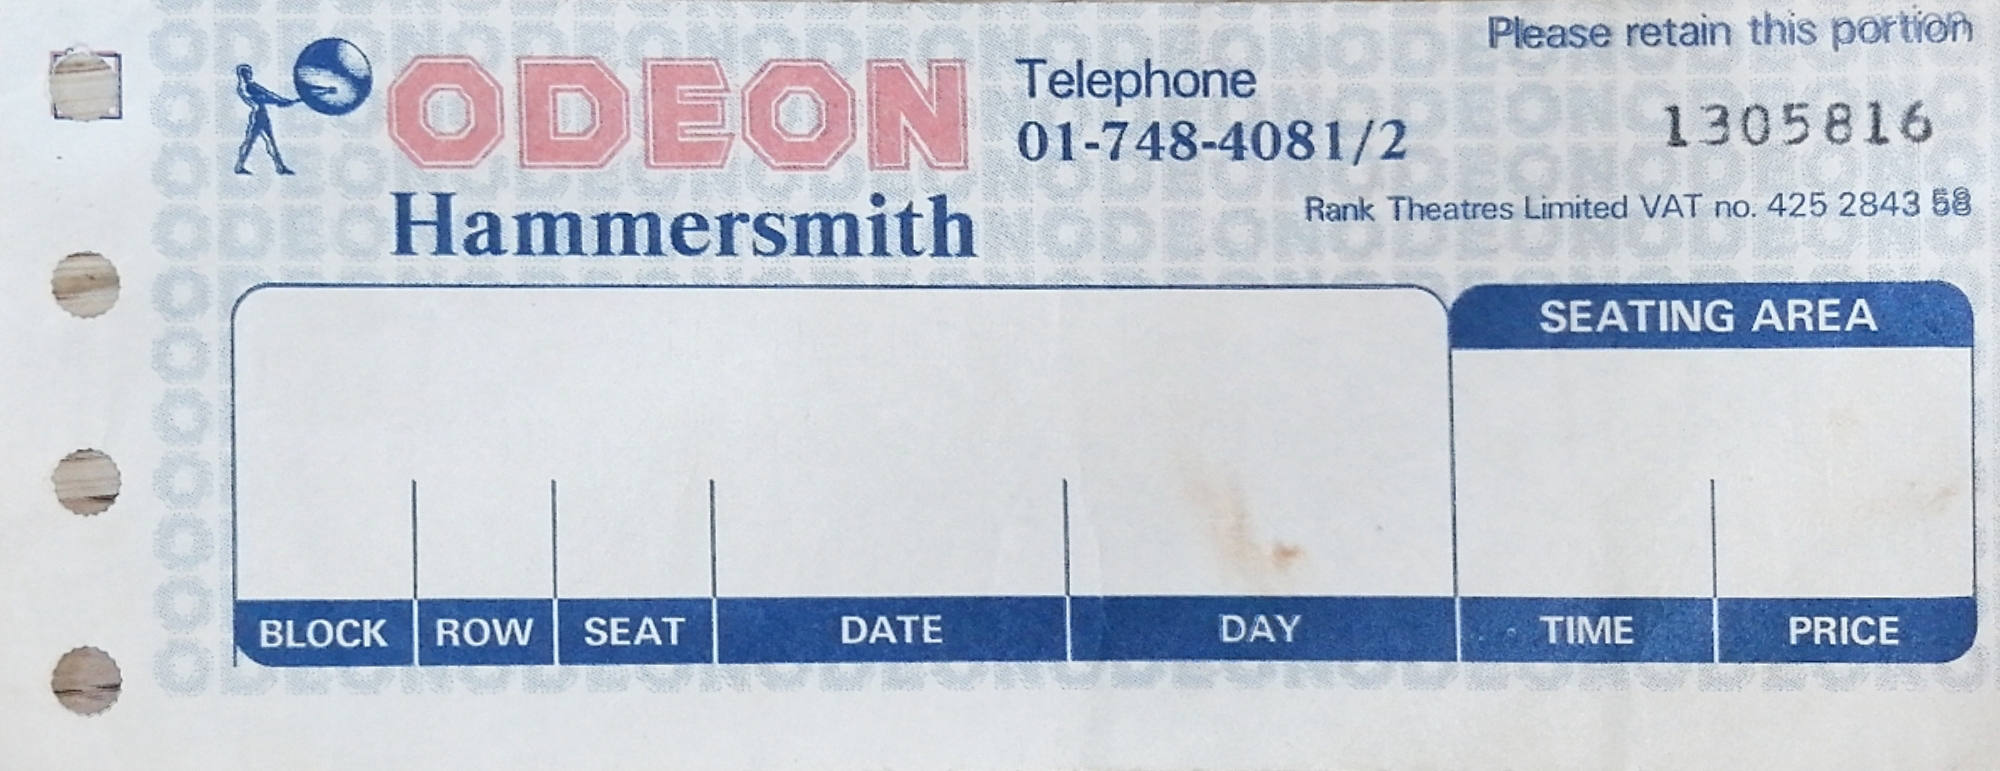 Please retain this portion
ODEON
Telephone
01-748-4081/2
1305816
Hammersmith
Rank Theatres Limited VAT no. 425 2843 58
SEATING AREA
BLOCK ROW SEAT DATE DAY TIME PRICE